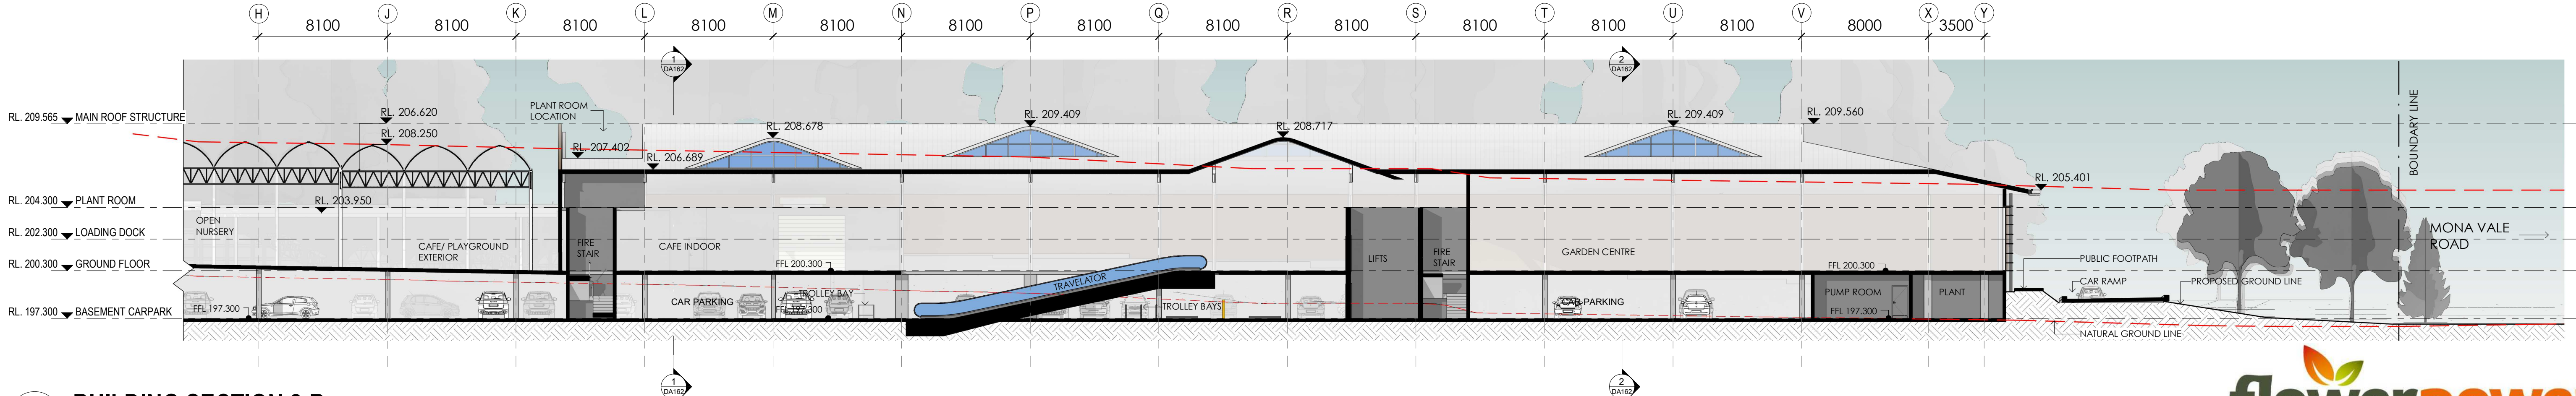 H J K L M N P Q R S T U V X Y
8100 8100 8100 8100 8100 8100 8100 8100 8100 8100 8100 8100 8000 3500
1
DA162
2
DA162
RL. 209.565 MAIN ROOF STRUCTURE
RL. 206.620
RL. 208.250
PLANT ROOM
LOCATION
RL. 207.402
RL. 206.689
RL. 208.678
RL. 209.409
RL. 208.717
RL. 209.409
RL. 209.560
BOUNDARY LINE
RL. 205.401
RL. 204.300 PLANT ROOM
RL. 203.950
OPEN
NURSERY
RL. 202.300 LOADING DOCK
CAFE/ PLAYGROUND
EXTERIOR
FIRE
STAIR
CAFE INDOOR
LIFTS
FIRE
STAIR
GARDEN CENTRE
MONA VALE
ROAD
RL. 200.300 GROUND FLOOR
FFL 200.300
FFL 200.300
TRAVELATOR
PUBLIC FOOTPATH
CAR RAMP
PROPOSED GROUND LINE
RL. 197.300 BASEMENT CARPARK
FFL 197.300
CAR PARKING
TROLLEY BAY
FFL 197.300
TROLLEY BAYS
CAR PARKING
PUMP ROOM
FFL 197.300
PLANT
NATURAL GROUND LINE
1
DA162
2
DA162